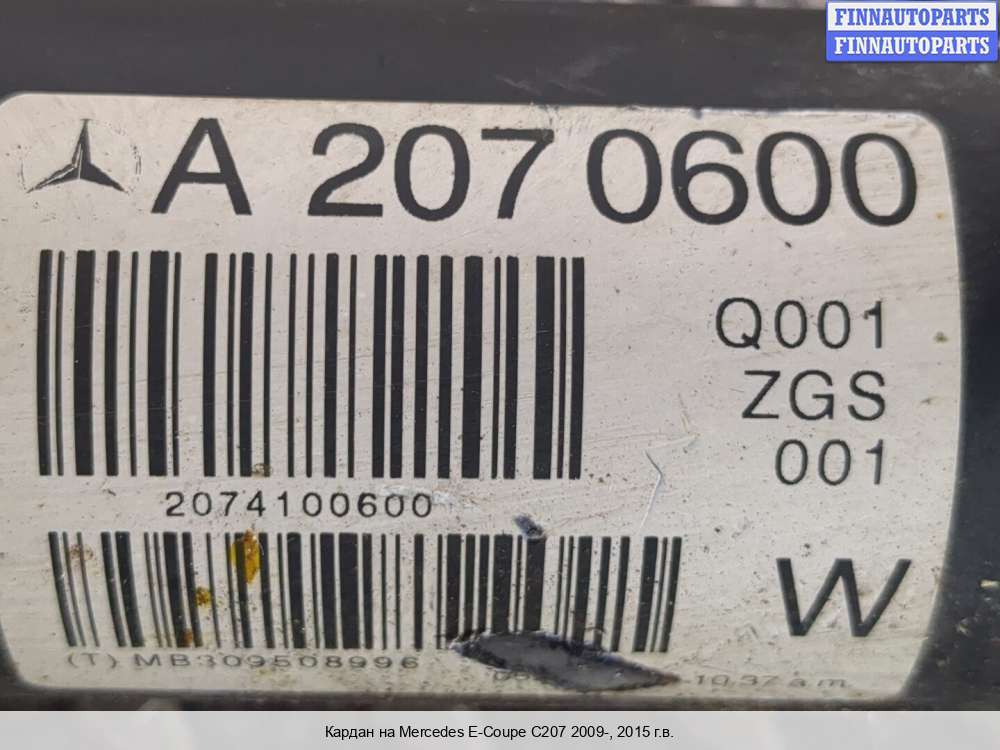 FINNAUTOPARTS
FINNAUTOPARTS
A 207 0600
Q001
ZGS
001
2074100600
W
(T) MB309508996
10.37 a.m.
Кардан на Mercedes E-Coupe C207 2009-, 2015 г.в.